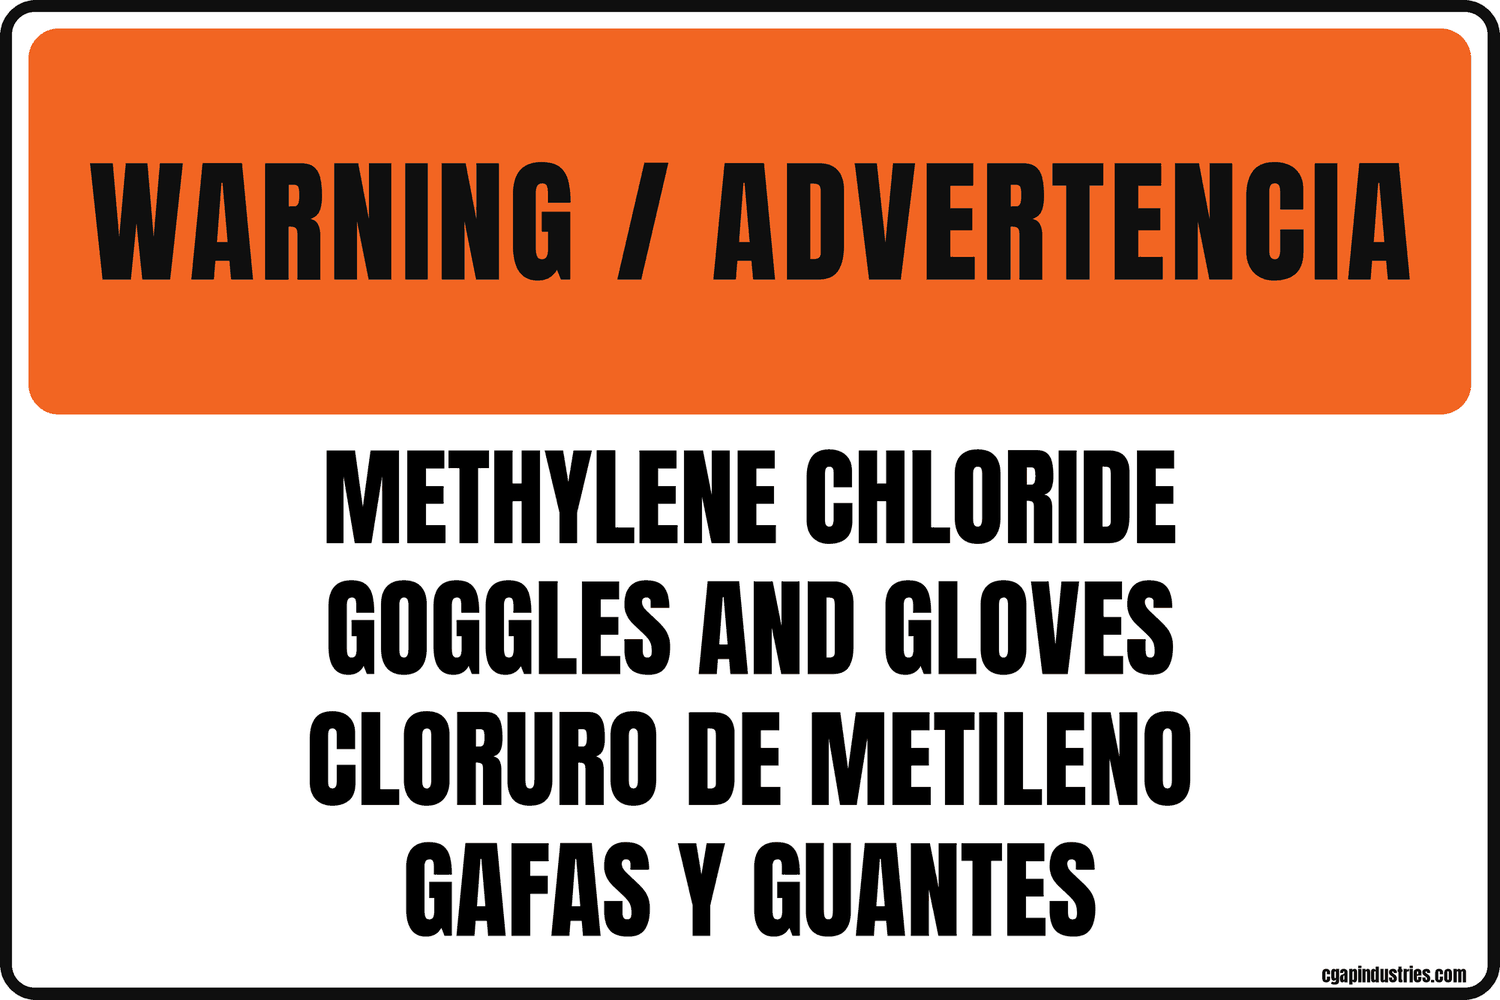 WARNING / ADVERTENCIA
METHYLENE CHLORIDE
GOGGLES AND GLOVES
CLORURO DE METILENO
GAFAS Y GUANTES
cgapindustries.com